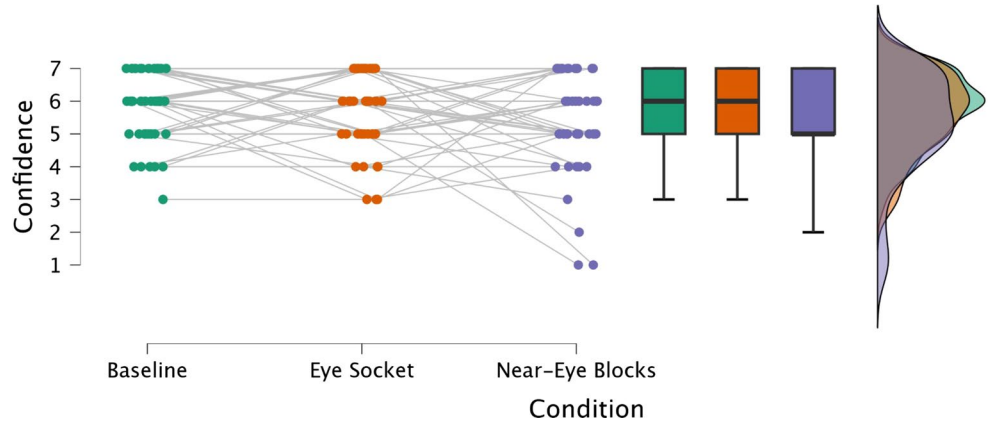 Confidence
7
6
5
4
3
2
1
Baseline
Eye Socket
Near-Eye Blocks
Condition